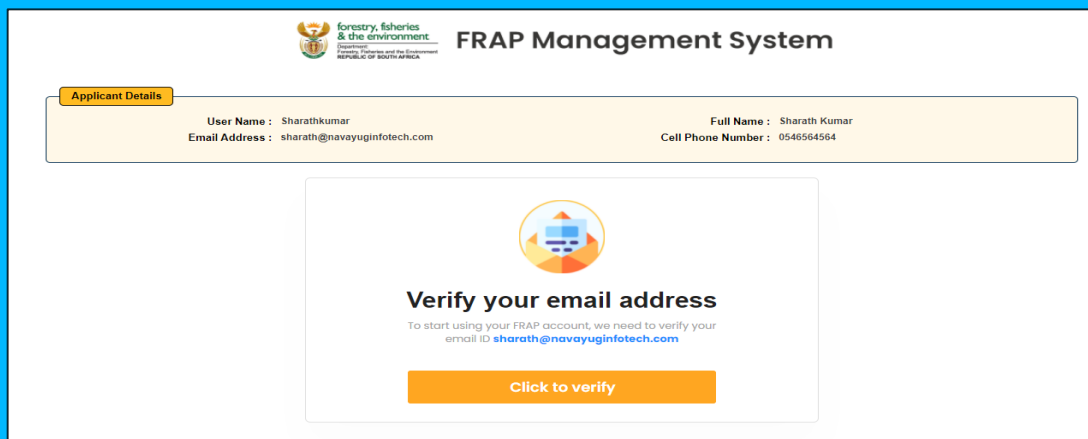 forestry, fisheries
& the environment
Department:
Forestry, Fisheries and the Environment
REPUBLIC OF SOUTH AFRICA
FRAP Management System
Applicant Details
User Name : Sharathkumar
Full Name : Sharath Kumar
Email Address : sharath@navayuginfotech.com
Cell Phone Number : 0546564564
Verify your email address
To start using your FRAP account, we need to verify your
email ID sharath@navayuginfotech.com
Click to verify